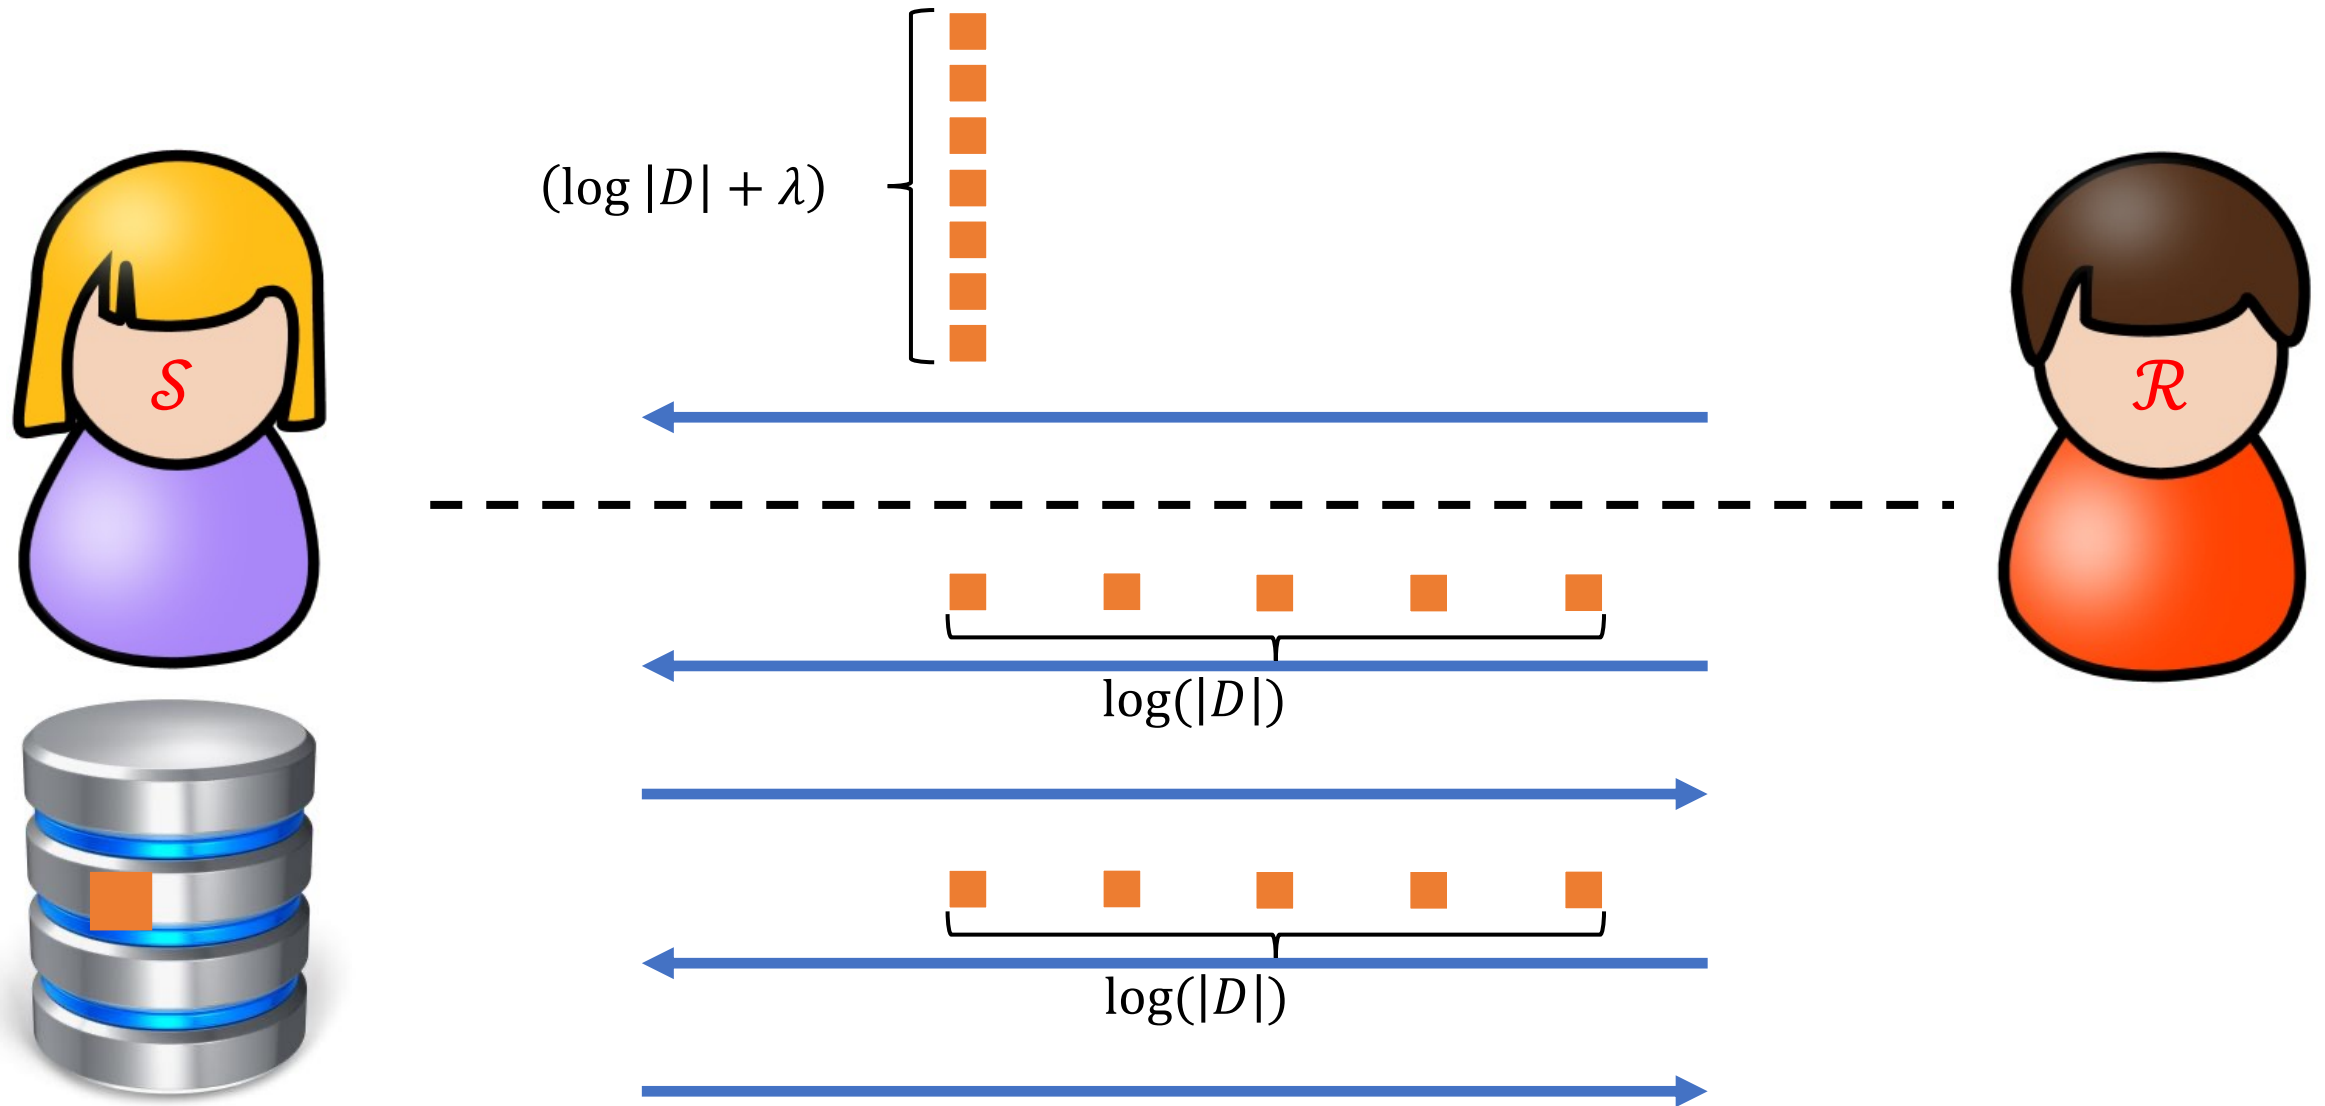 (log |D| + λ)
𝒮
ℛ
log(|D|)
log(|D|)